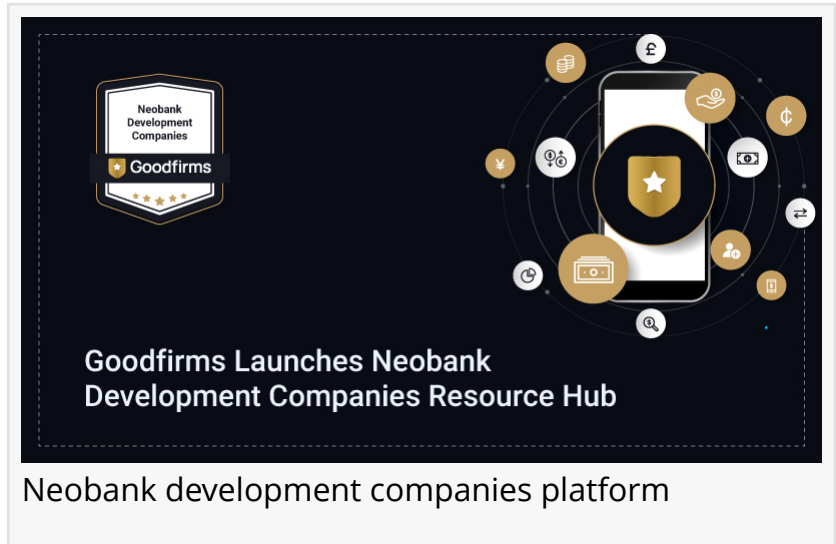 Neobank
Development
Companies
Goodfirms
£
¢
¥
Goodfirms Launches Neobank
Development Companies Resource Hub
Neobank development companies platform